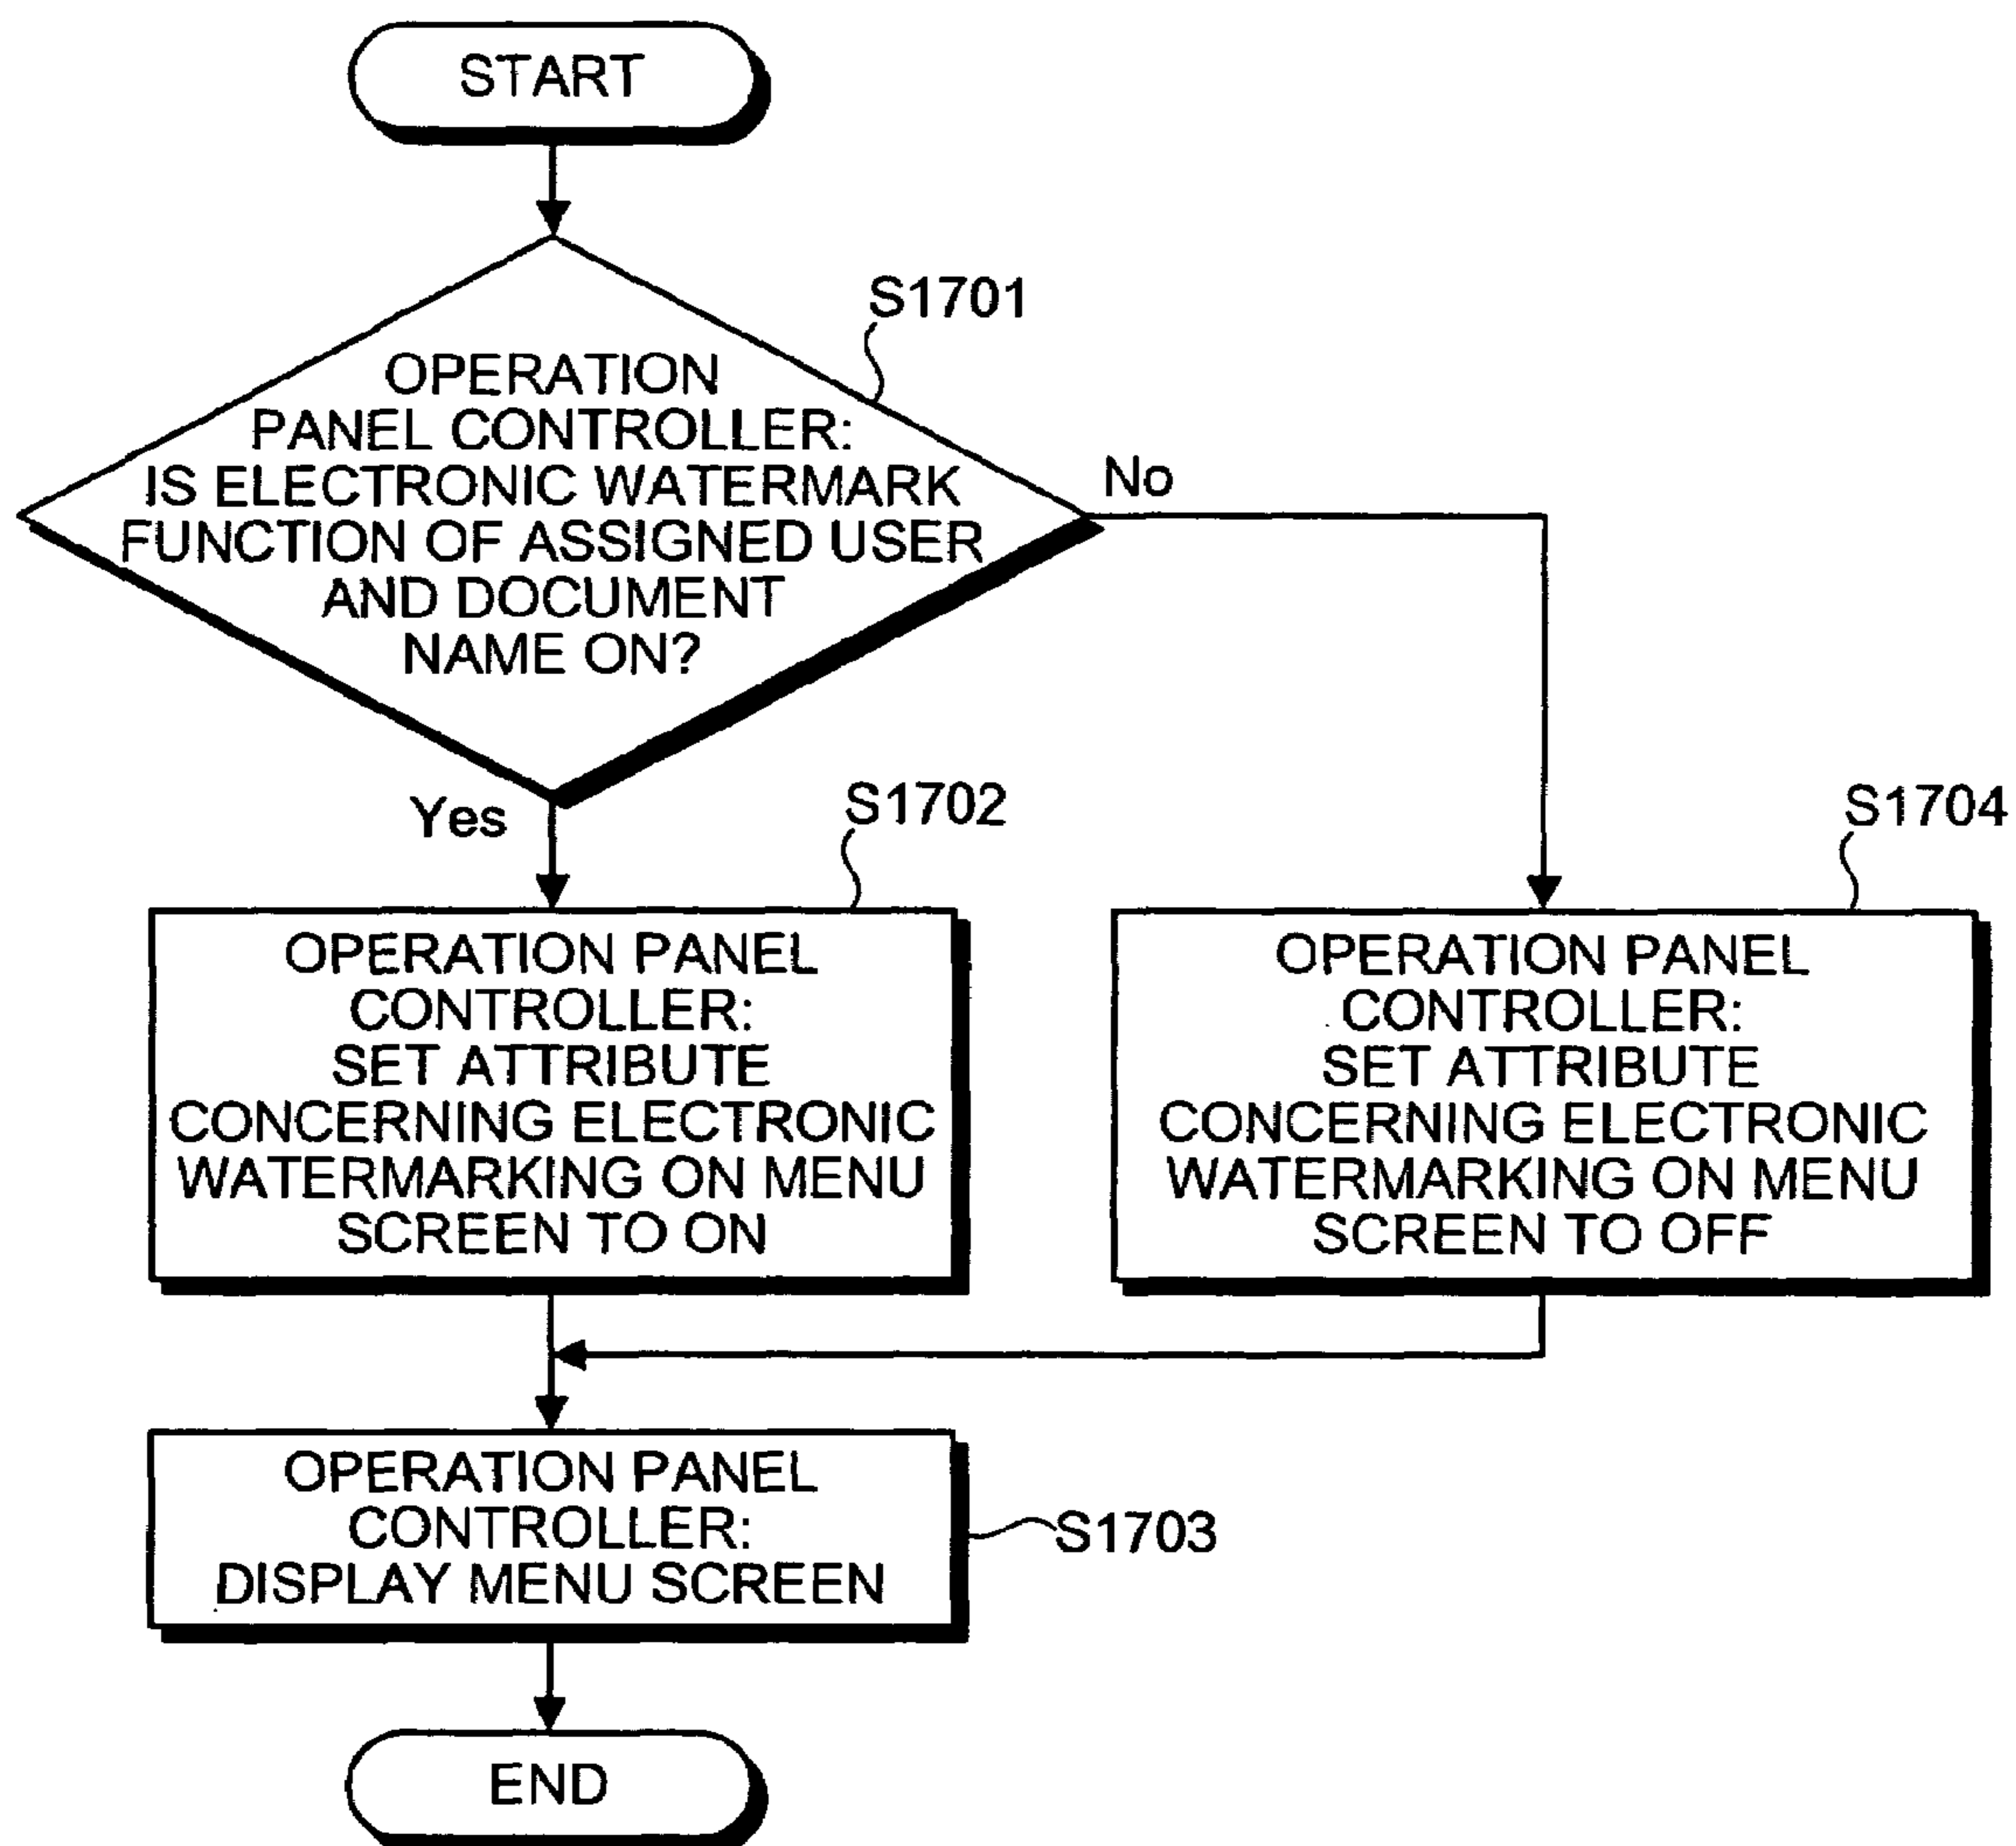 START
S1701
OPERATION
PANEL CONTROLLER:
IS ELECTRONIC WATERMARK
FUNCTION OF ASSIGNED USER
AND DOCUMENT
NAME ON?
No
Yes
S1702
OPERATION PANEL
CONTROLLER:
SET ATTRIBUTE
CONCERNING ELECTRONIC
WATERMARKING ON MENU
SCREEN TO ON
S1704
OPERATION PANEL
CONTROLLER:
SET ATTRIBUTE
CONCERNING ELECTRONIC
WATERMARKING ON MENU
SCREEN TO OFF
OPERATION PANEL
CONTROLLER:
DISPLAY MENU SCREEN
S1703
END